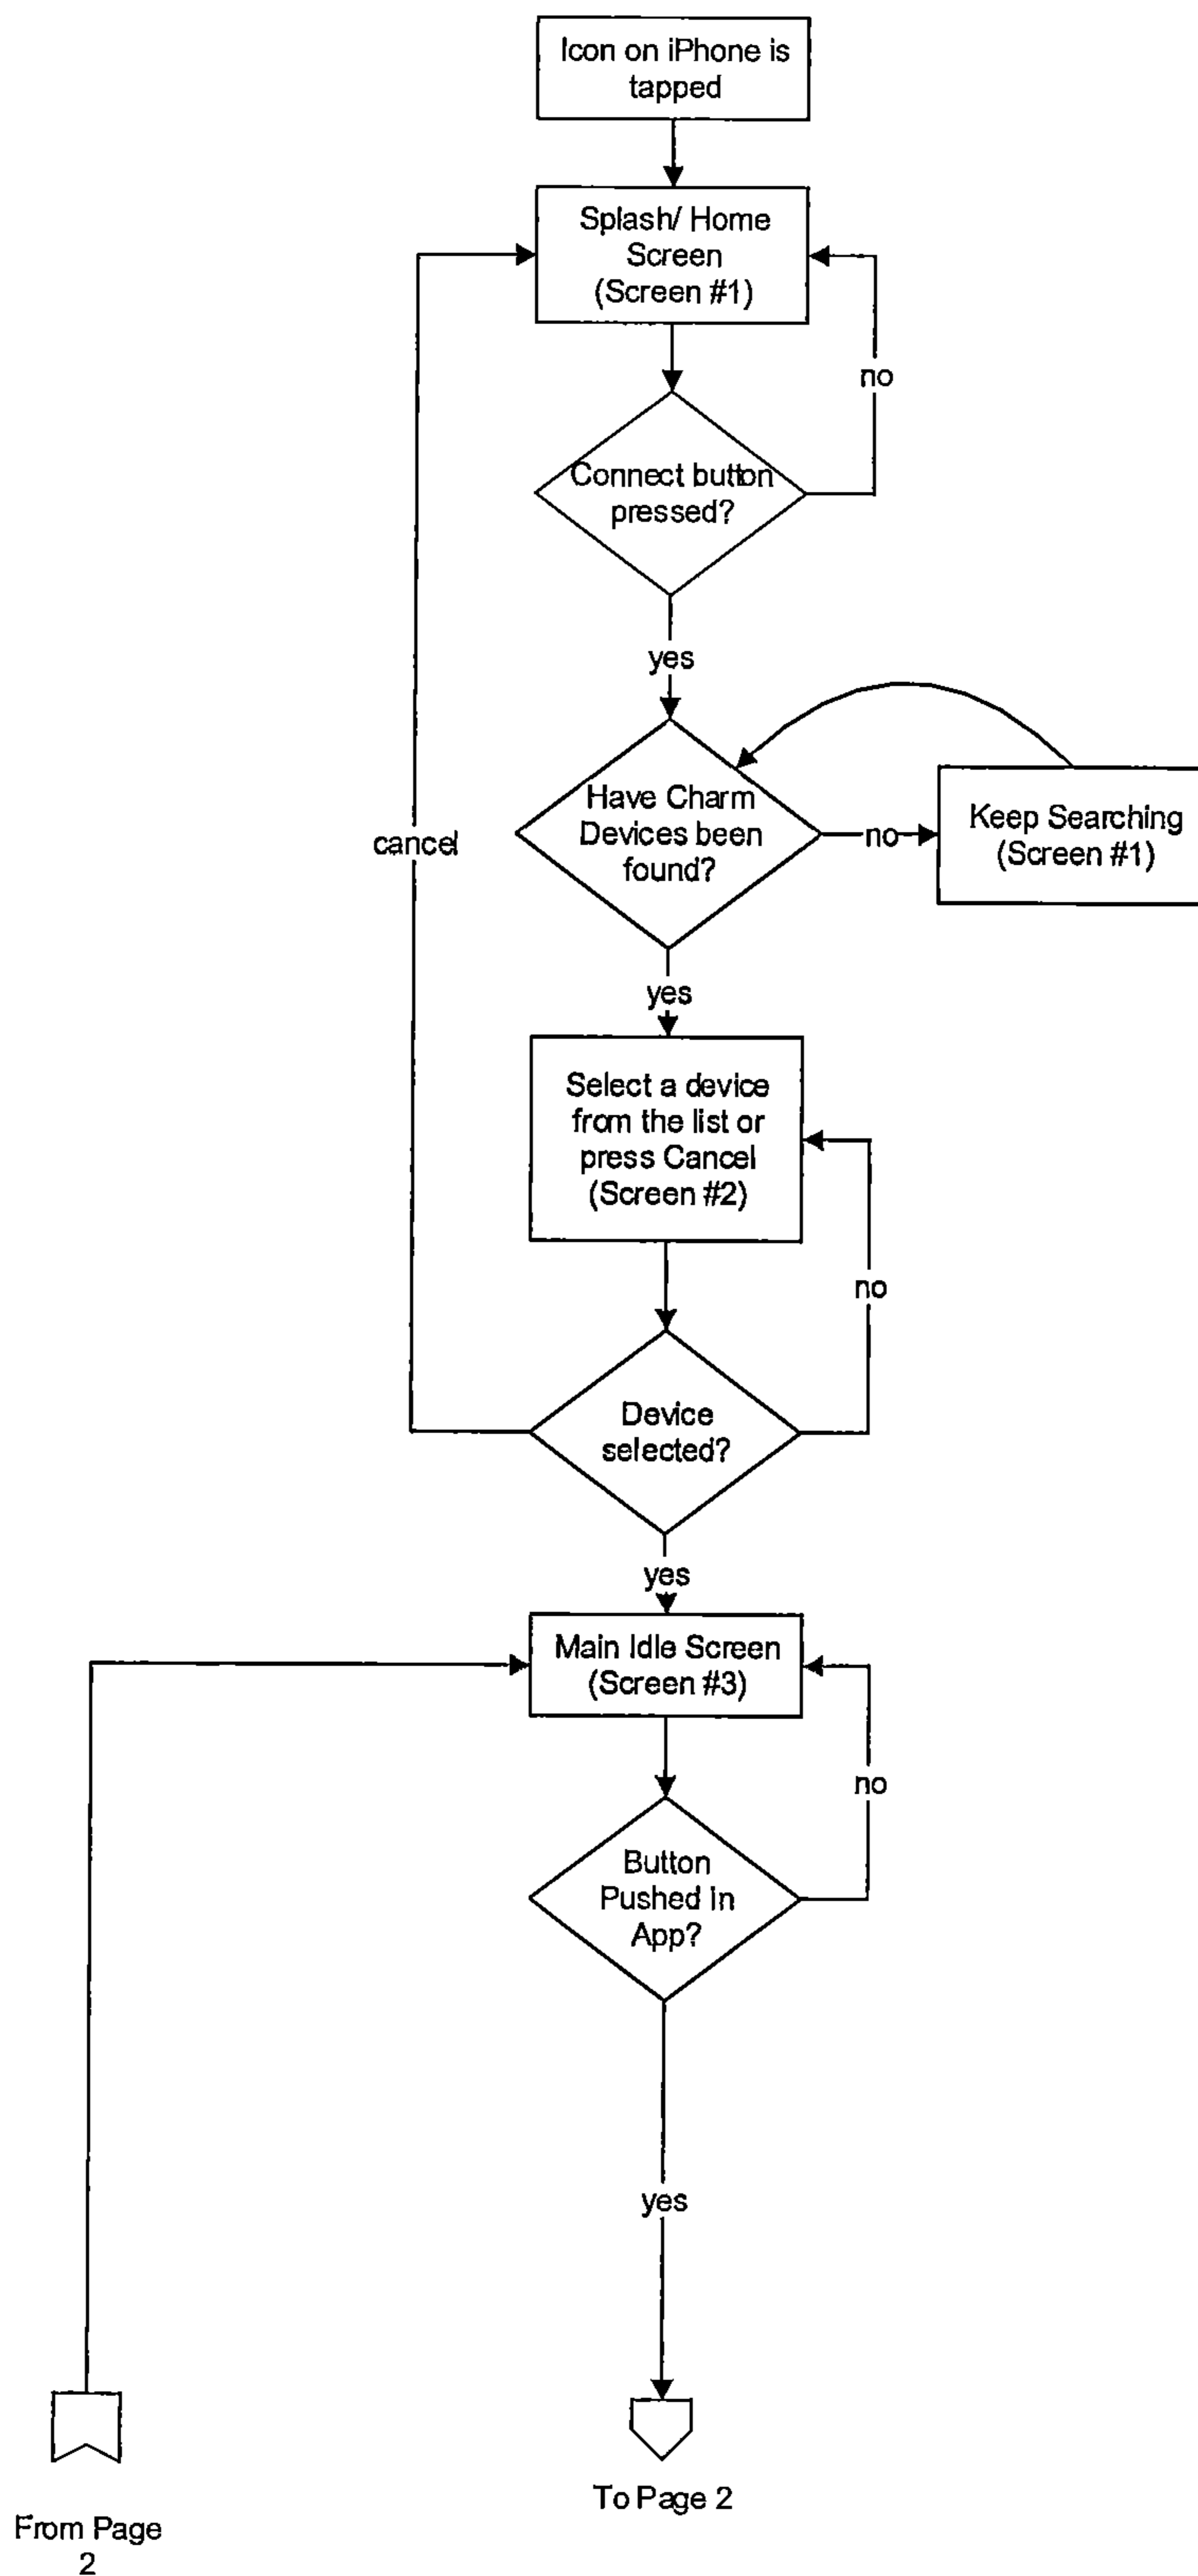 Icon on iPhone is
tapped
Splash/ Home
Screen
(Screen #1)
no
Connect button
pressed?
yes
Have Charm
Devices been
found?
no
Keep Searching
(Screen #1)
cancel
yes
Select a device
from the list or
press Cancel
(Screen #2)
no
Device
selected?
yes
Main Idle Screen
(Screen #3)
no
Button
Pushed in
App?
yes
To Page 2
From Page
2